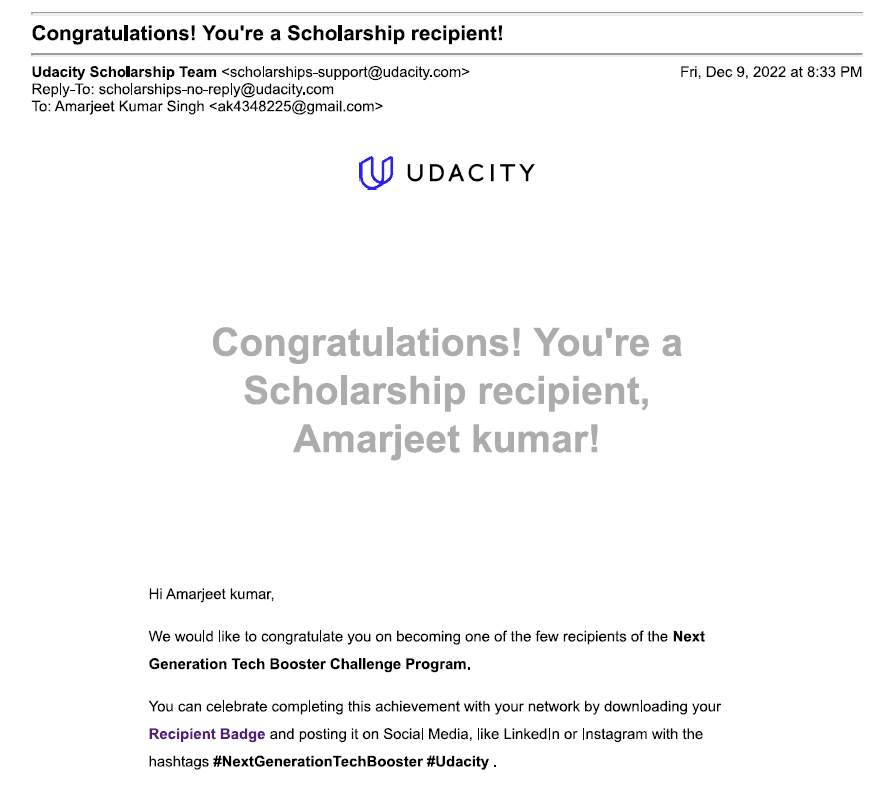 Congratulations! You're a Scholarship recipient!
Udacity Scholarship Team <scholarships-support@udacity.com> Fri, Dec 9, 2022 at 8:33 PM
Reply-To: scholarships-no-reply@udacity.com
To: Amarjeet Kumar Singh <ak4348225@gmail.com>
UDACITY
Congratulations! You're a
Scholarship recipient,
Amarjeet kumar!
Hi Amarjeet kumar,
We would like to congratulate you on becoming one of the few recipients of the Next
Generation Tech Booster Challenge Program.
You can celebrate completing this achievement with your network by downloading your
Recipient Badge and posting it on Social Media, like LinkedIn or Instagram with the
hashtags #NextGenerationTechBooster #Udacity .